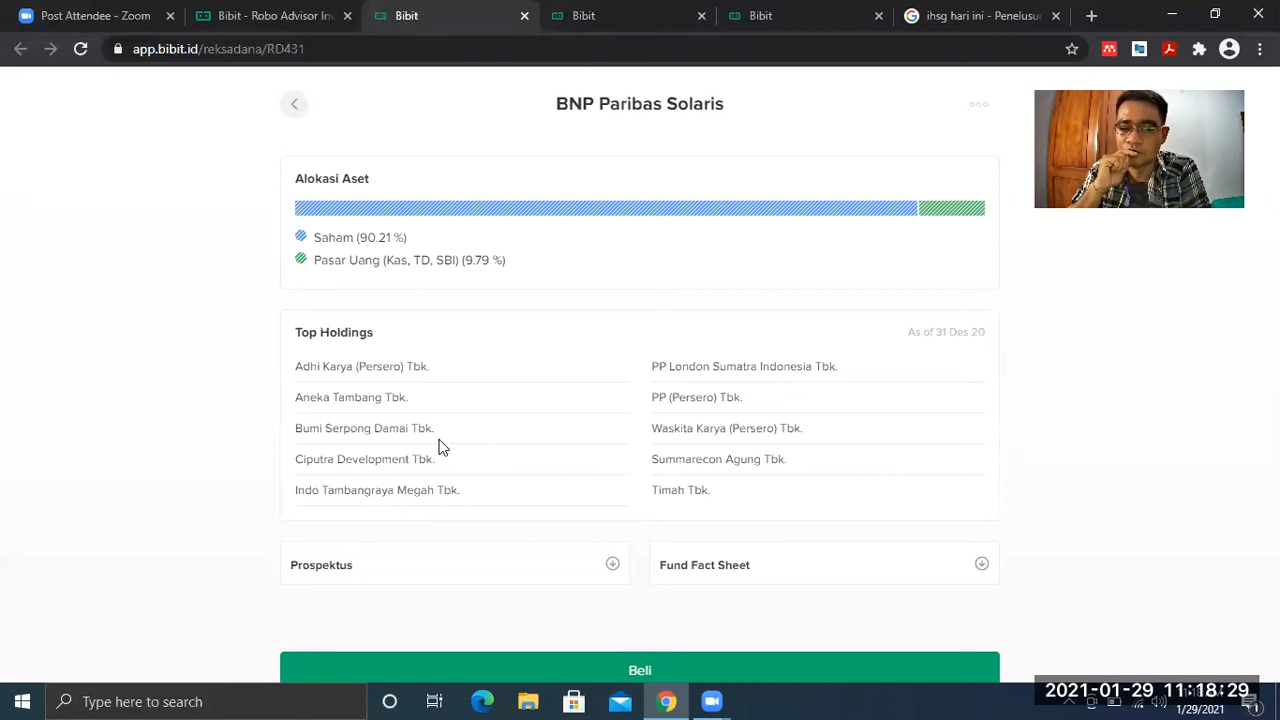 Post Attendee - Zoom
Bibit - Robo Advisor In
Bibit
Bibit
Bibit
ihsg hari ini - Penelusu
app.bibit.id/reksadana/RD431
BNP Paribas Solaris
Alokasi Aset
Saham (90.21 %)
Pasar Uang (Kas, TD, SBI) (9.79 %)
Top Holdings
As of 31 Des 20
Adhi Karya (Persero) Tbk.
PP London Sumatra Indonesia Tbk.
Aneka Tambang Tbk.
PP (Persero) Tbk.
Bumi Serpong Damai Tbk.
Waskita Karya (Persero) Tbk.
Ciputra Development Tbk.
Summarecon Agung Tbk.
Indo Tambangraya Megah Tbk.
Timah Tbk.
Prospektus
Fund Fact Sheet
Beli
Type here to search
2021-01-29 11:18:29
1/29/2021